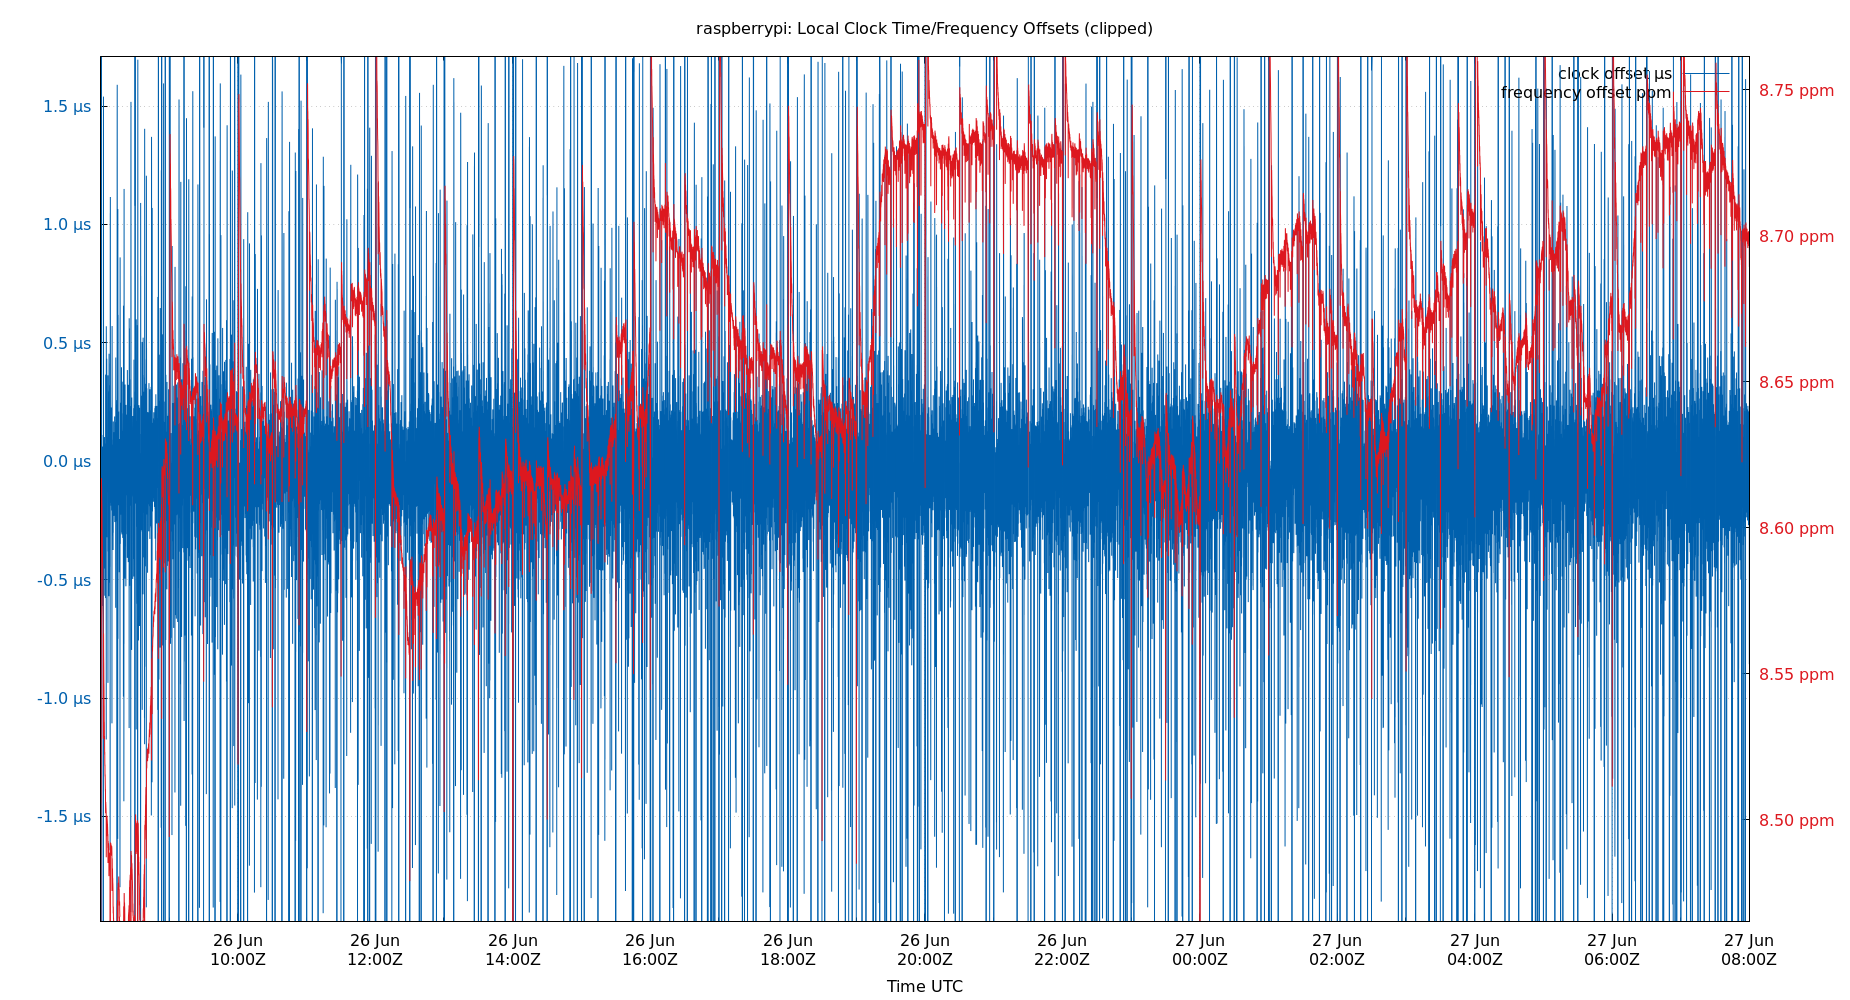 raspberrypi: Local Clock Time/Frequency Offsets (clipped)
clock offset µs
frequency offset ppm
1.5 µs
1.0 µs
0.5 µs
0.0 µs
-0.5 µs
-1.0 µs
-1.5 µs
8.75 ppm
8.70 ppm
8.65 ppm
8.60 ppm
8.55 ppm
8.50 ppm
26 Jun 26 Jun 26 Jun 26 Jun 26 Jun 26 Jun 26 Jun 27 Jun 27 Jun 27 Jun 27 Jun 27 Jun
10:00Z 12:00Z 14:00Z 16:00Z 18:00Z 20:00Z 22:00Z 00:00Z 02:00Z 04:00Z 06:00Z 08:00Z
Time UTC